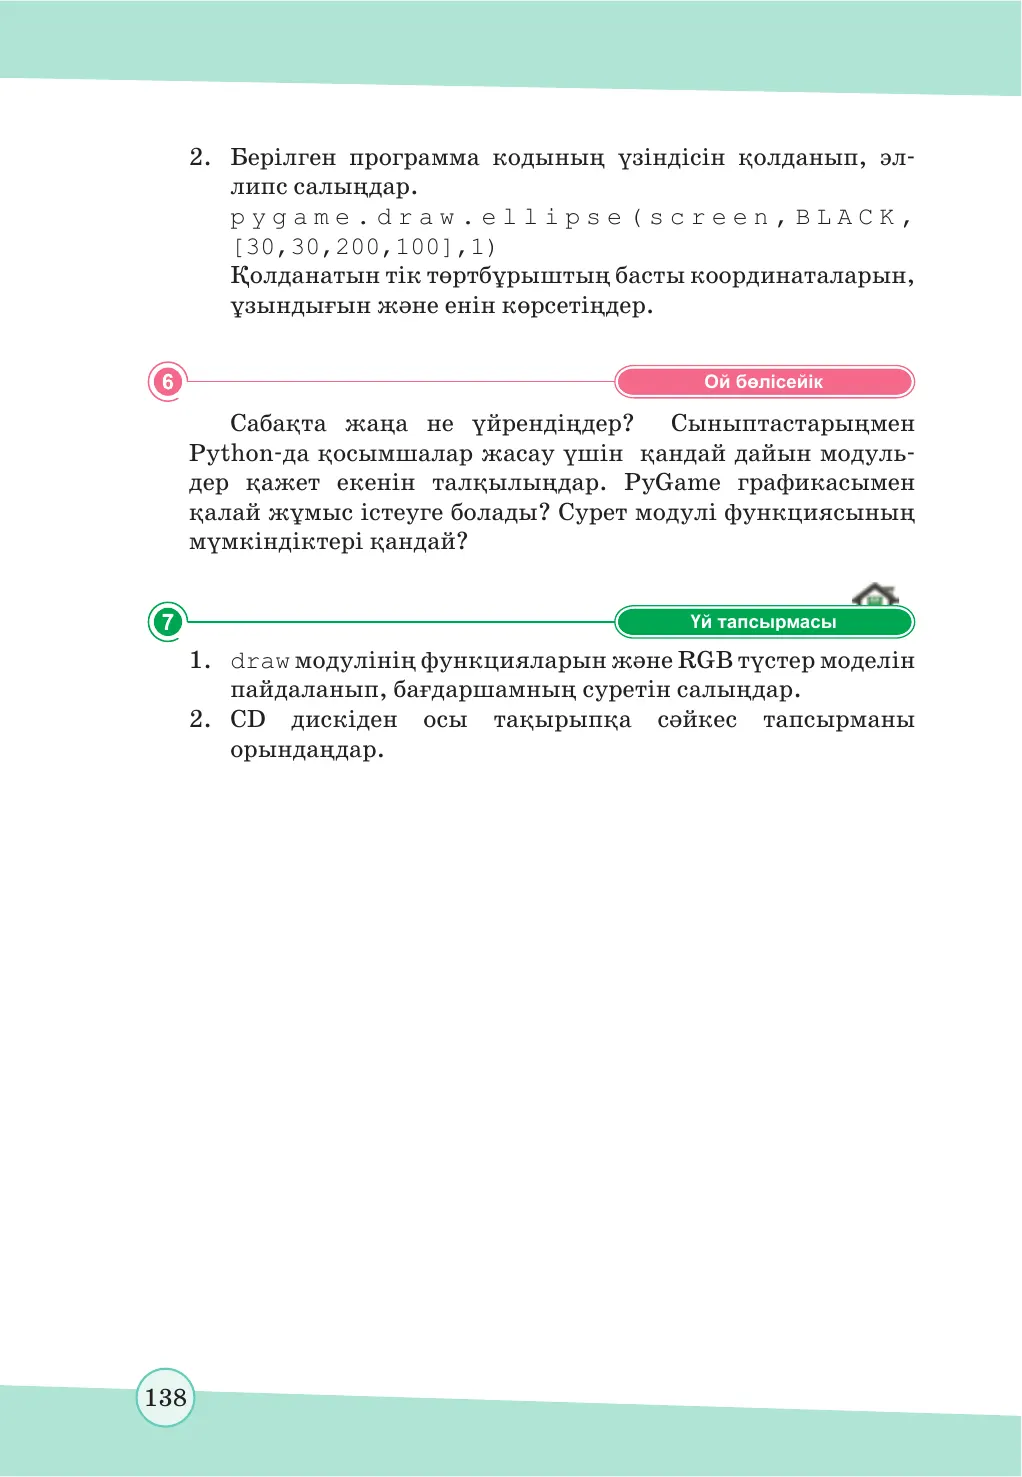 2. Берілген программа кодының үзіндісін қолданып, эл-
липс салыңдар.
pygame.draw.ellipse(screen,BLACK,
[30,30,200,100],1)
Қолданатын тік төртбұрыштың басты координаталарын,
ұзындығын және енін көрсетіңдер.
6 Ой бөлісейік
Сабақта жаңа не үйрендіңдер? Сыныптастарыңмен
Python-да қосымшалар жасау үшін қандай дайын модуль-
дер қажет екенін талқылыңдар. PyGame графикасымен
қалай жұмыс істеуге болады? Сурет модулі функциясының
мүмкіндіктері қандай?
7 Үй тапсырмасы
1. draw модулінің функцияларын және RGB түстер моделін
пайдаланып, бағдаршамның суретін салыңдар.
2. CD дискіден осы тақырыпқа сәйкес тапсырманы
орындаңдар.
138